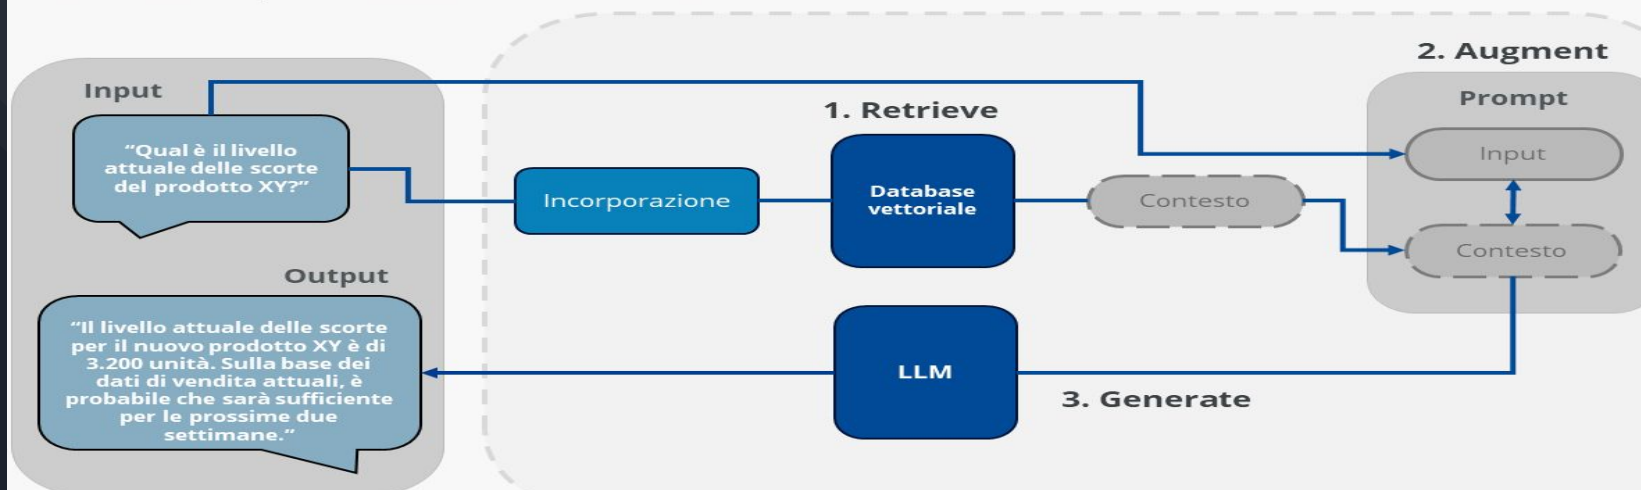 Input
“Qual è il livello
attuale delle scorte
del prodotto XY?”
Output
“Il livello attuale delle scorte
per il nuovo prodotto XY è di
3.200 unità. Sulla base dei
dati di vendita attuali, è
probabile che sarà sufficiente
per le prossime due
settimane.”
1. Retrieve
Incorporazione
Database
vettoriale
Contesto
2. Augment
Prompt
Input
Contesto
LLM
3. Generate